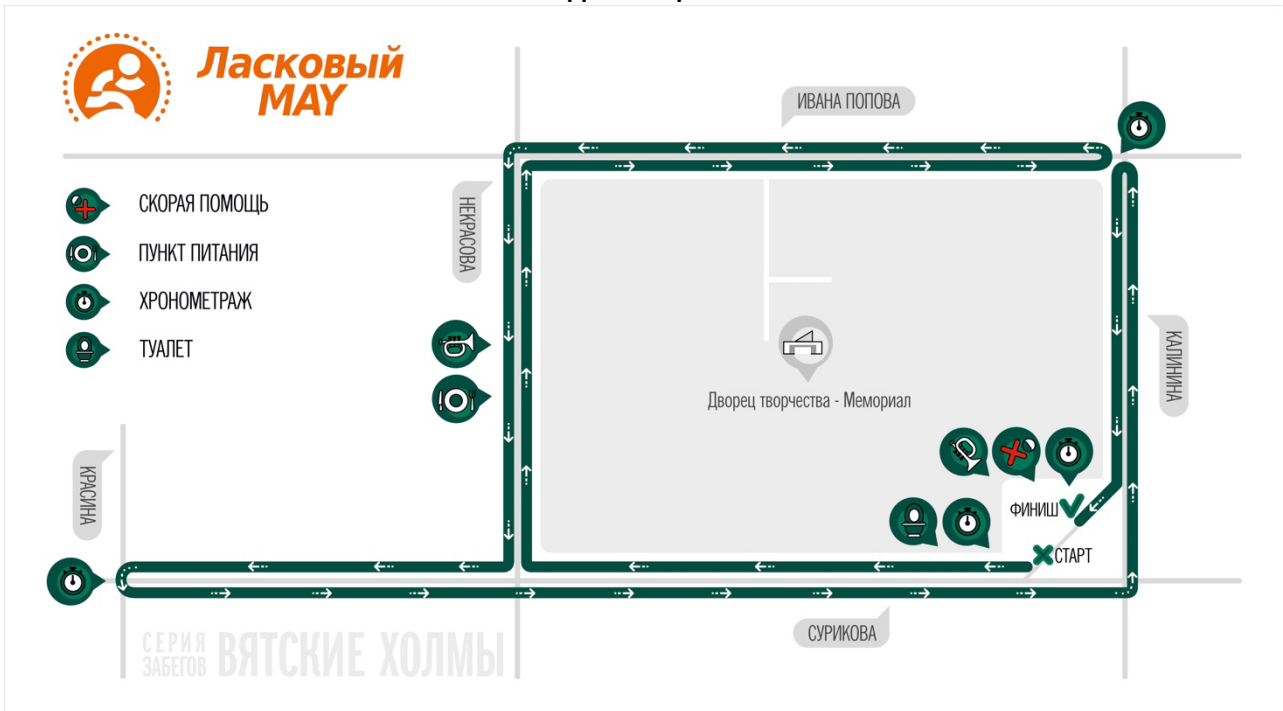 Ласковый
MAY
ИВАНА ПОПОВА
СКОРАЯ ПОМОЩЬ
ПУНКТ ПИТАНИЯ
ХРОНОМЕТРАЖ
ТУАЛЕТ
НЕКРАСОВА
КАЛИНИНА
Дворец творчества - Мемориал
КРАСИНА
ФИНИШ
СТАРТ
СУРИКОВА
СЕРИЯ
ЗАБЕГОВ
ВЯТСКИЕ ХОЛМЫ